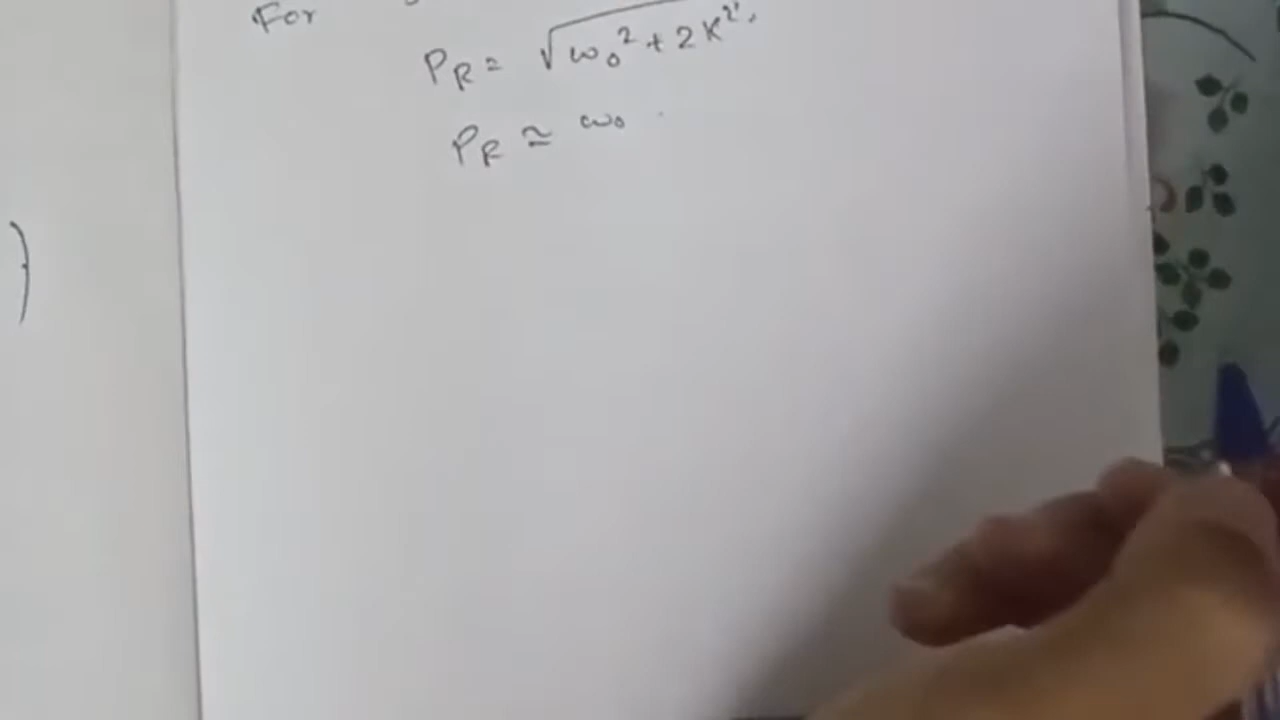 For
P_R = √(ω₀² + 2K²).
P_R ≃ ω₀
)